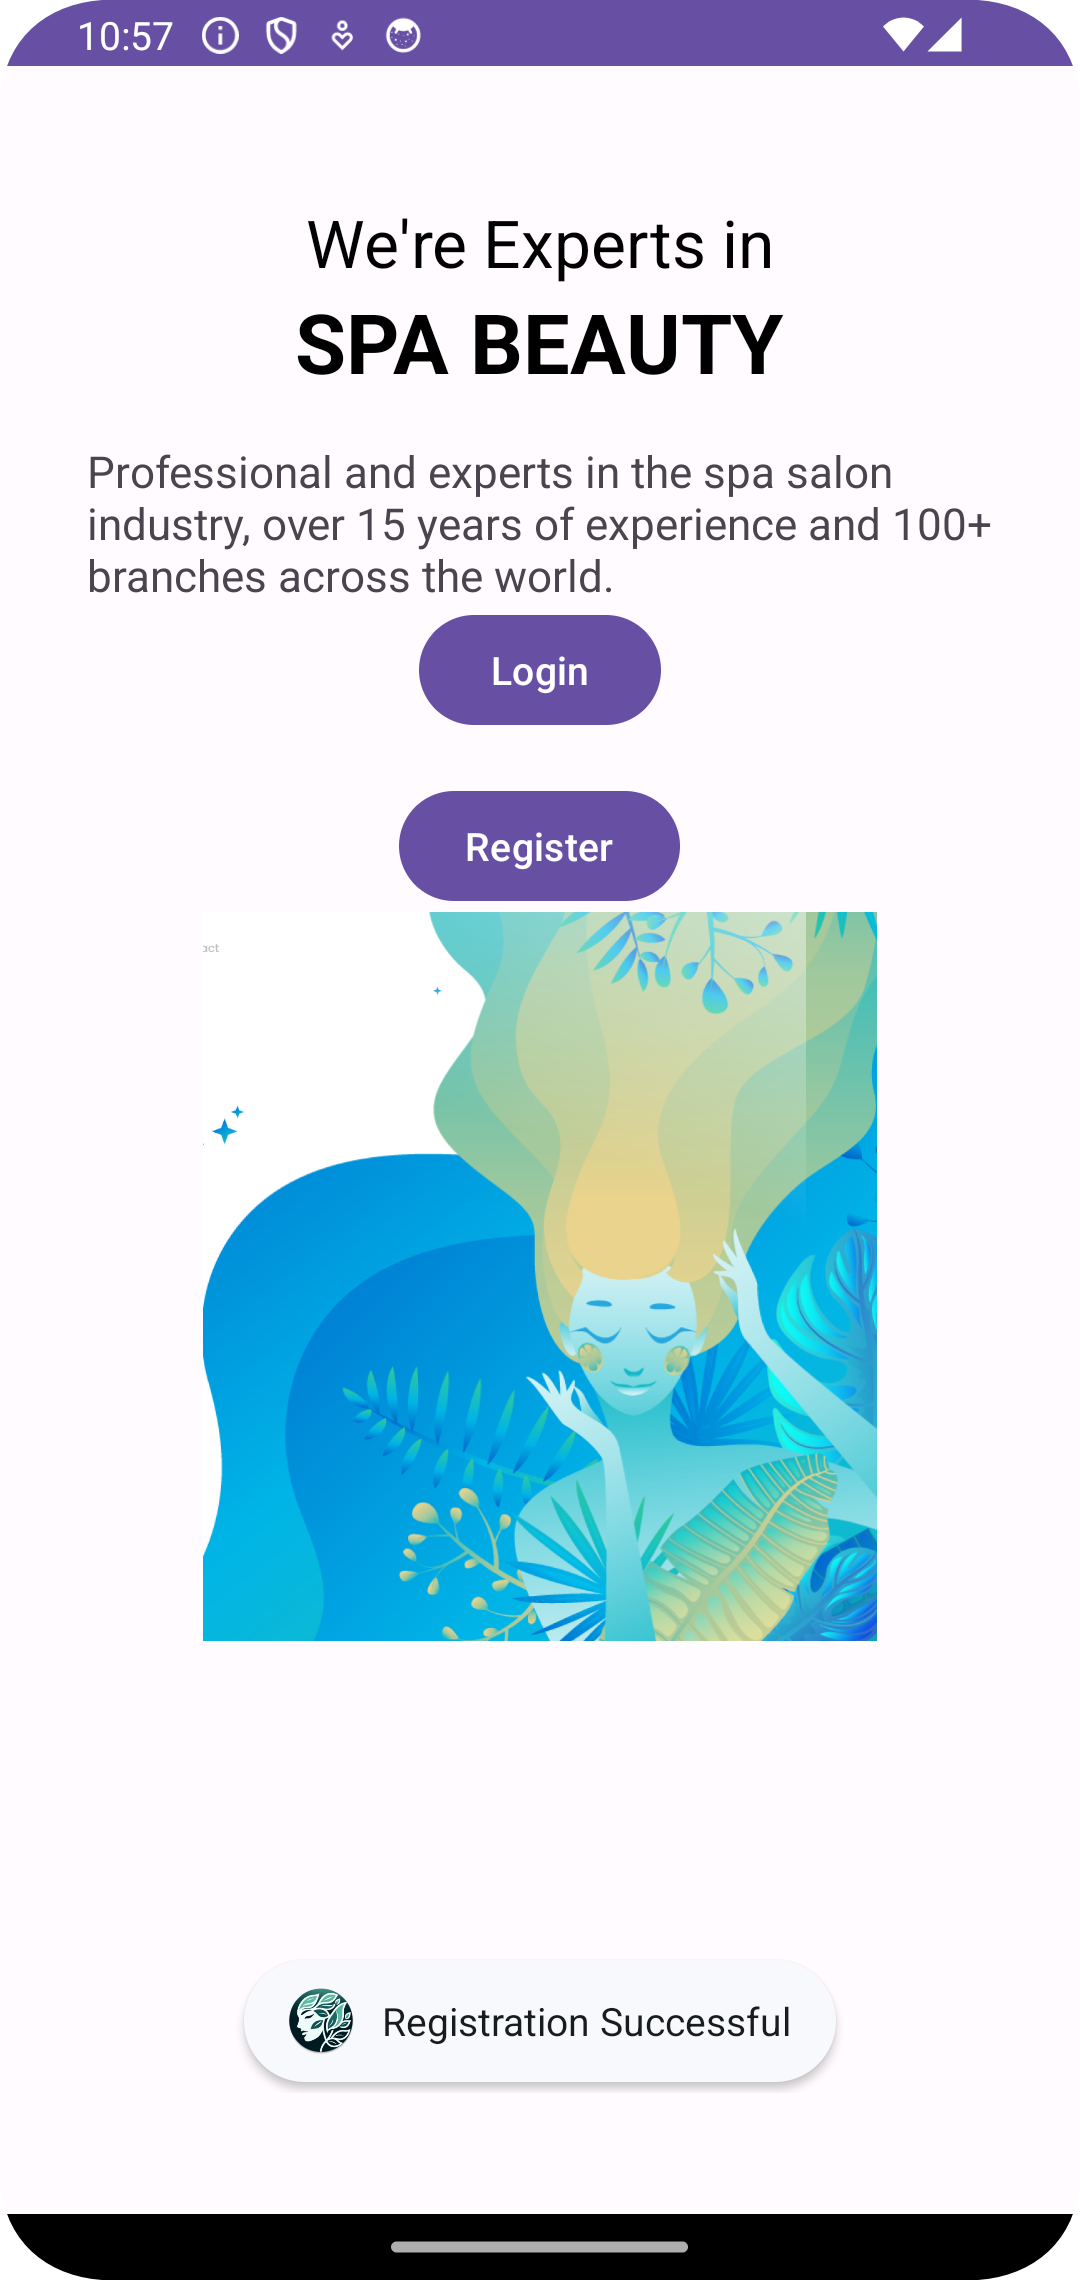 10:57
We're Experts in
SPA BEAUTY
Professional and experts in the spa salon
industry, over 15 years of experience and 100+
branches across the world.
Login
Register
act
Registration Successful